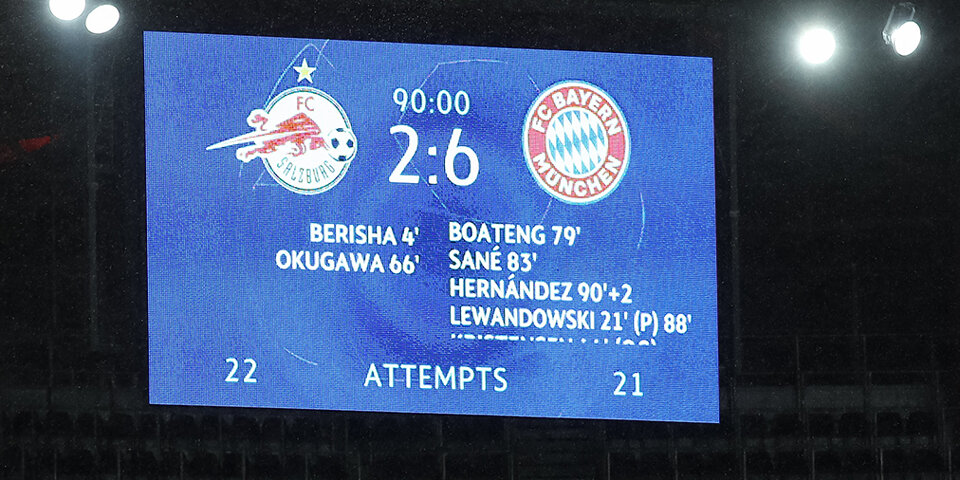 FC
SALZBURG
90:00
2:6
FC BAYERN
MÜNCHEN
BERISHA 4'
OKUGAWA 66'
BOATENG 79'
SANÉ 83'
HERNÁNDEZ 90'+2
LEWANDOWSKI 21' (P) 88'
22 ATTEMPTS 21